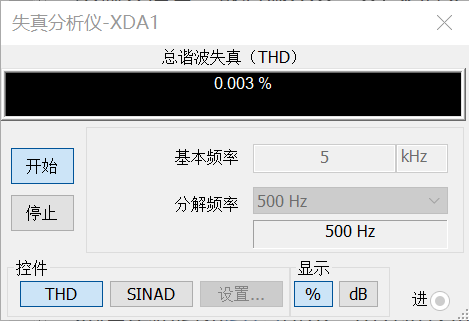 失真分析仪-XDA1
总谐波失真（THD）
0.003 %
开始
停止
基本频率 5 kHz
分解频率 500 Hz
500 Hz
控件
THD SINAD 设置...
显示
% dB
进